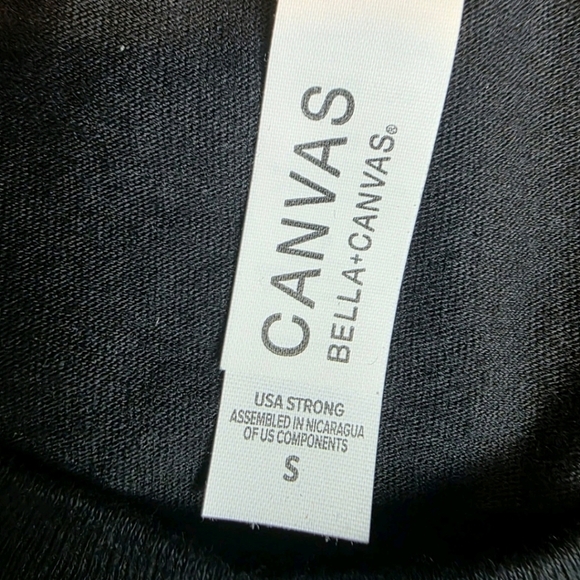 CANVAS
BELLA+CANVAS®
USA STRONG
ASSEMBLED IN NICARAGUA
OF US COMPONENTS
S